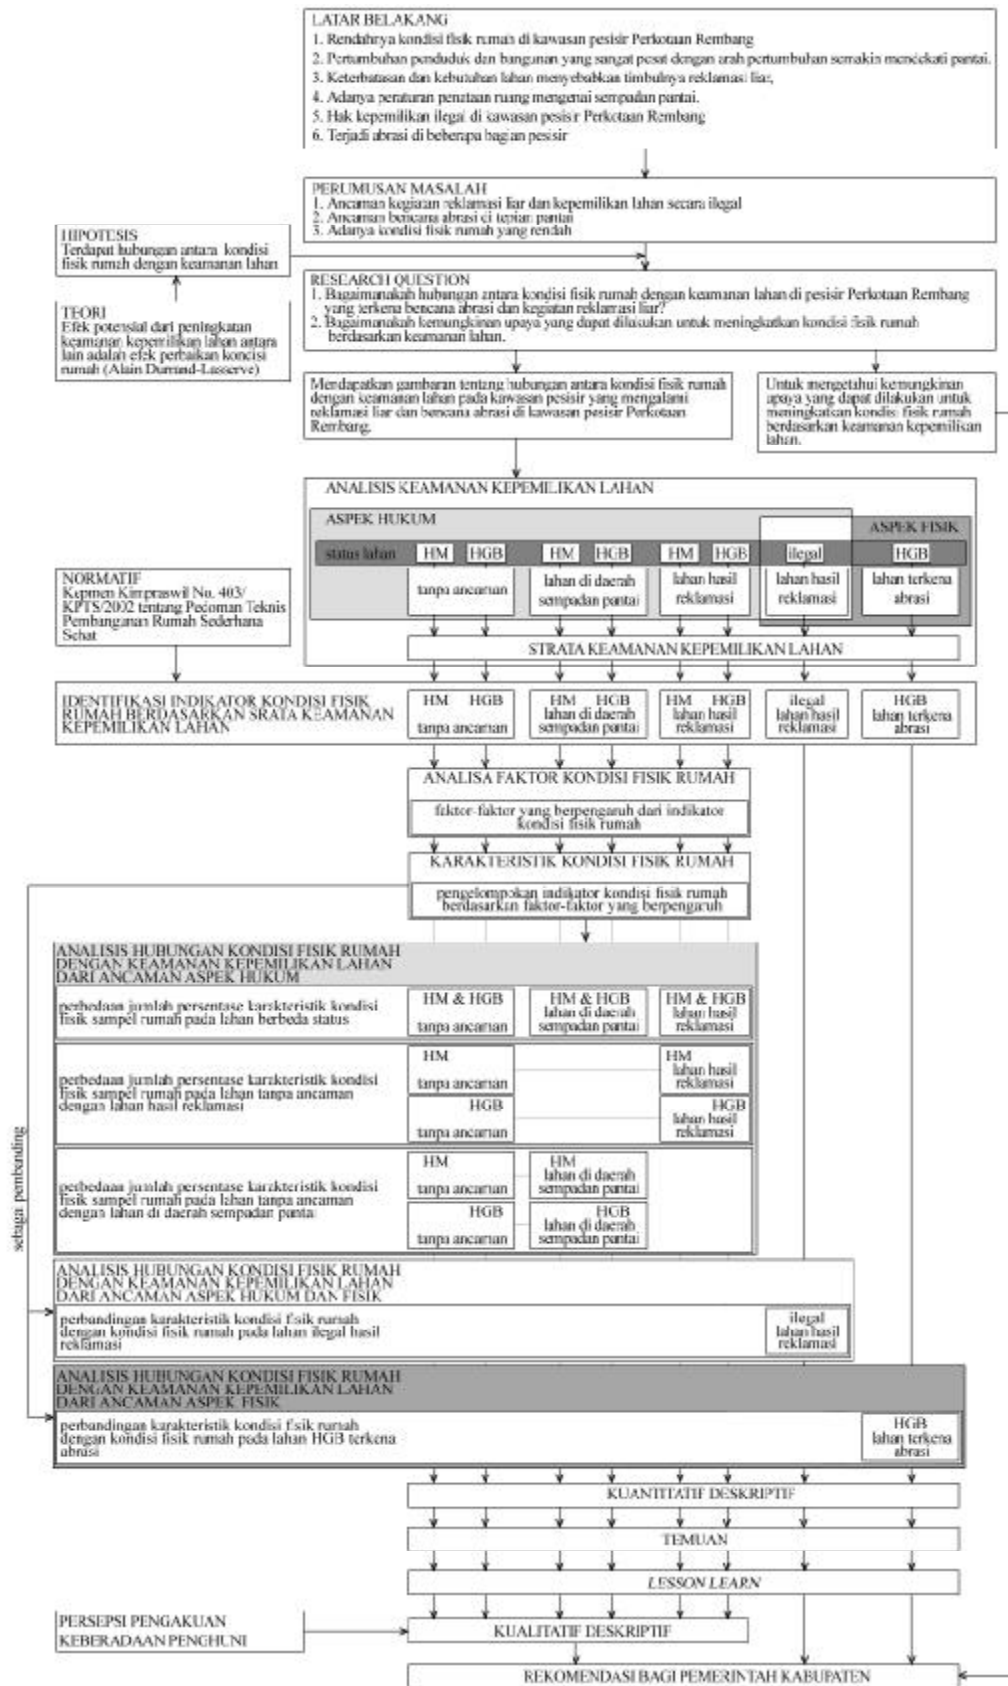 LATAR BELAKANG
1. Rendahnya kondisi fisik rumah di kawasan pesisir Perkotaan Rembang
2. Pertumbuhan penduduk dan bangunan yang sangat pesat dengan arah pertumbuhan semakin mendekati pantai.
3. Keterbatasan dan kebutuhan lahan menyebabkan timbulnya reklamasi liar,
4. Adanya peraturan penataan ruang mengenai sempadan pantai.
5. Hak kepemilikan ilegal di kawasan pesisir Perkotaan Rembang
6. Terjadi abrasi di beberapa bagian pesisir
PERUMUSAN MASALAH
1. Ancaman kegiatan reklamasi liar dan kepemilikan lahan secara ilegal
2. Ancaman bencana abrasi di tepian pantai
3. Adanya kondisi fisik rumah yang rendah
HIPOTESIS
Terdapat hubungan antara kondisi
fisik rumah dengan keamanan lahan
TEORI
Efek potensial dari peningkatan
keamanan kepemilikan lahan antara
lain adalah efek perbaikan kondisi
rumah (Alain Durrand-Lasserve)
RESEARCH QUESTION
1. Bagaimanakah hubungan antara kondisi fisik rumah dengan keamanan lahan di pesisir Perkotaan Rembang
yang terkena bencana abrasi dan kegiatan reklamasi liar?
2. Bagaimanakah kemungkinan upaya yang dapat dilakukan untuk meningkatkan kondisi fisik rumah
berdasarkan keamanan lahan.
Mendapatkan gambaran tentang hubungan antara kondisi fisik rumah
dengan keamanan lahan pada kawasan pesisir yang mengalami
reklamasi liar dan bencana abrasi di kawasan pesisir Perkotaan
Rembang.
Untuk mengetahui kemungkinan
upaya yang dapat dilakukan untuk
meningkatkan kondisi fisik rumah
berdasarkan keamanan kepemilikan
lahan.
ANALISIS KEAMANAN KEPEMILIKAN LAHAN
ASPEK HUKUM
ASPEK FISIK
status lahan HM HGB HM HGB HM HGB ilegal HGB
tanpa ancaman
lahan di daerah
sempadan pantai
lahan hasil
reklamasi
lahan hasil
reklamasi
lahan terkena
abrasi
STRATA KEAMANAN KEPEMILIKAN LAHAN
NORMATIF
Kepmen Kimpraswil No. 403/
KPTS/2002 tentang Pedoman Teknis
Pembangunan Rumah Sederhana
Sehat
IDENTIFIKASI INDIKATOR KONDISI FISIK
RUMAH BERDASARKAN SRATA KEAMANAN
KEPEMILIKAN LAHAN
HM HGB
tanpa ancaman
HM HGB
lahan di daerah
sempadan pantai
HM HGB
lahan hasil
reklamasi
ilegal
lahan hasil
reklamasi
HGB
lahan terkena
abrasi
ANALISA FAKTOR KONDISI FISIK RUMAH
faktor-faktor yang berpengaruh dari indikator
kondisi fisik rumah
KARAKTERISTIK KONDISI FISIK RUMAH
pengelompokan indikator kondisi fisik rumah
berdasarkan faktor-faktor yang berpengaruh
sebagai pembanding
ANALISIS HUBUNGAN KONDISI FISIK RUMAH
DENGAN KEAMANAN KEPEMILIKAN LAHAN
DARI ANCAMAN ASPEK HUKUM
perbedaan jumlah persentase karakteristik kondisi
fisik sampel rumah pada lahan berbeda status
HM & HGB
tanpa ancaman
HM & HGB
lahan di daerah
sempadan pantai
HM & HGB
lahan hasil
reklamasi
perbedaan jumlah persentase karakteristik kondisi
fisik sampel rumah pada lahan tanpa ancaman
dengan lahan hasil reklamasi
HM
tanpa ancaman
HM
lahan hasil
reklamasi
HGB
tanpa ancaman
HGB
lahan hasil
reklamasi
perbedaan jumlah persentase karakteristik kondisi
fisik sampel rumah pada lahan tanpa ancaman
dengan lahan di daerah sempadan pantai
HM
tanpa ancaman
HM
lahan di daerah
sempadan pantai
HGB
tanpa ancaman
HGB
lahan di daerah
sempadan pantai
ANALISIS HUBUNGAN KONDISI FISIK RUMAH
DENGAN KEAMANAN KEPEMILIKAN LAHAN
DARI ANCAMAN ASPEK HUKUM DAN FISIK
perbandingan karakteristik kondisi fisik rumah
dengan kondisi fisik rumah pada lahan ilegal hasil
reklamasi
ilegal
lahan hasil
reklamasi
ANALISIS HUBUNGAN KONDISI FISIK RUMAH
DENGAN KEAMANAN KEPEMILIKAN LAHAN
DARI ANCAMAN ASPEK FISIK
perbandingan karakteristik kondisi fisik rumah
dengan kondisi fisik rumah pada lahan HGB terkena
abrasi
HGB
lahan terkena
abrasi
KUANTITATIF DESKRIPTIF
TEMUAN
LESSON LEARN
PERSEPSI PENGAKUAN
KEBERADAAN PENGHUNI
KUALITATIF DESKRIPTIF
REKOMENDASI BAGI PEMERINTAH KABUPATEN